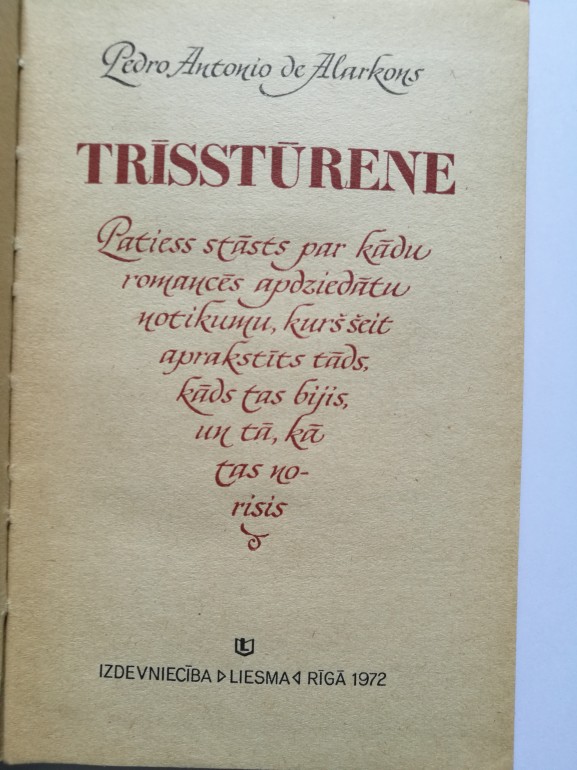 Pedro Antonio de Alarkons
TRĪSSTŪRENE
Patiess stāsts par kādu
romancēs apdziedātu
notikumu, kurš šeit
aprakstīts tāds,
kāds tas bijis,
un tā, kā
tas no-
risis
IZDEVNIECĪBA ▷ LIESMA ◁ RĪGĀ 1972